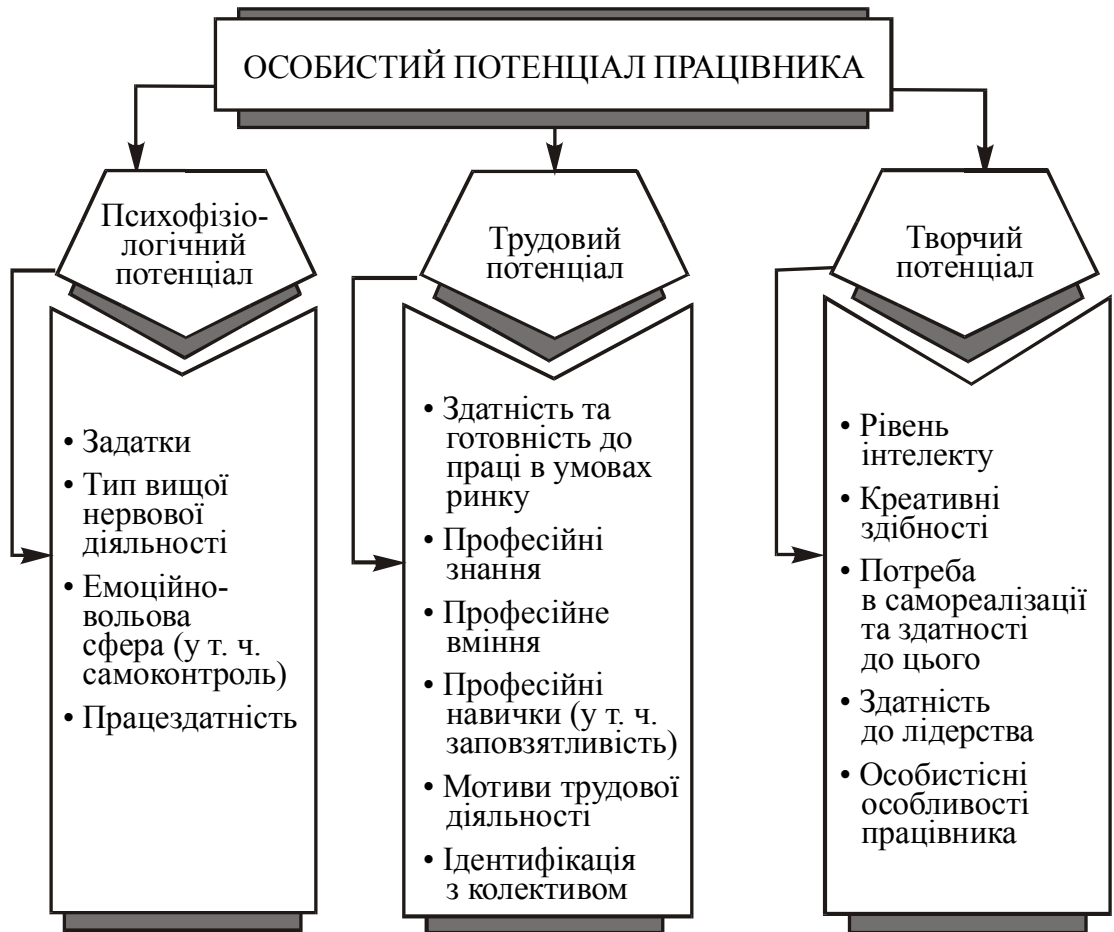 ОСОБИСТИЙ ПОТЕНЦІАЛ ПРАЦІВНИКА
Психофізіо-
логічний
потенціал
• Задатки
• Тип вищої
нервової
діяльності
• Емоційно-
вольова
сфера (у т. ч.
самоконтроль)
• Працездатність
Трудовий
потенціал
• Здатність та
готовність до
праці в умовах
ринку
• Професійні
знання
• Професійне
вміння
• Професійні
навички (у т. ч.
заповзятливість)
• Мотиви трудової
діяльності
• Ідентифікація
з колективом
Творчий
потенціал
• Рівень
інтелекту
• Креативні
здібності
• Потреба
в самореалізації
та здатності
до цього
• Здатність
до лідерства
• Особистісні
особливості
працівника